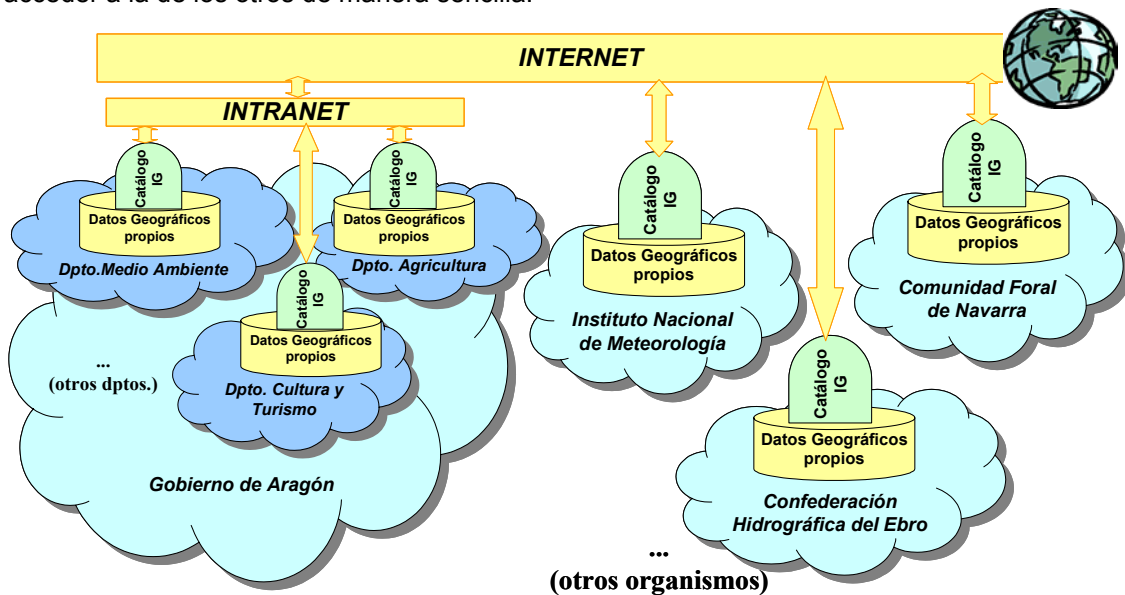 acceder a la de los otros de manera sencilla.
INTERNET
INTRANET
Catálogo
IG
Datos Geográficos
propios
Dpto.Medio Ambiente
Catálogo
IG
Datos Geográficos
propios
Dpto. Agricultura
Catálogo
IG
Datos Geográficos
propios
Dpto. Cultura y
Turismo
...
(otros dptos.)
Gobierno de Aragón
Catálogo
IG
Datos Geográficos
propios
Instituto Nacional
de Meteorología
Catálogo
IG
Datos Geográficos
propios
Comunidad Foral
de Navarra
Catálogo
IG
Datos Geográficos
propios
Confederación
Hidrográfica del Ebro
...
(otros organismos)